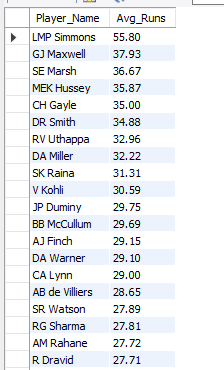 Player_Name Avg_Runs
LMP Simmons 55.80
GJ Maxwell 37.93
SE Marsh 36.67
MEK Hussey 35.87
CH Gayle 35.00
DR Smith 34.88
RV Uthappa 32.96
DA Miller 32.22
SK Raina 31.31
V Kohli 30.59
JP Duminy 29.75
BB McCullum 29.69
AJ Finch 29.15
DA Warner 29.10
CA Lynn 29.00
AB de Villiers 28.65
SR Watson 27.89
RG Sharma 27.81
AM Rahane 27.72
R Dravid 27.71